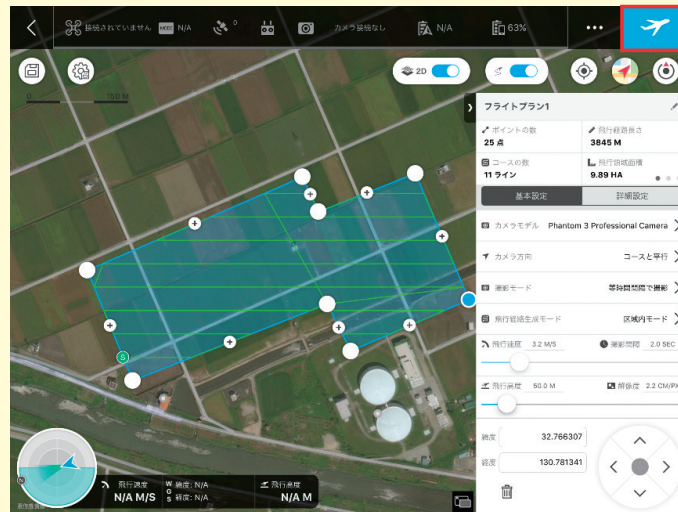 接続されていません MODE N/A 0 カメラ接続なし N/A 63% •••
2D
0 150 M
フライトプラン1
ポイントの数 飛行経路長さ
25 点 3845 M
コースの数 飛行領域面積
11 ライン 9.89 HA
基本設定 詳細設定
カメラモデル Phantom 3 Professional Camera
カメラ方向 コースと平行
撮影モード 等時間間隔で撮影
飛行経路生成モード 区域内モード
飛行速度 3.2 M/S 撮影間隔 2.0 SEC
飛行高度 50.0 M 解像度 2.2 CM/PX
緯度 32.766307
経度 130.781341
S
N
飛行速度 W G S 緯度: N/A 飛行高度
N/A M/S 経度: N/A N/A M